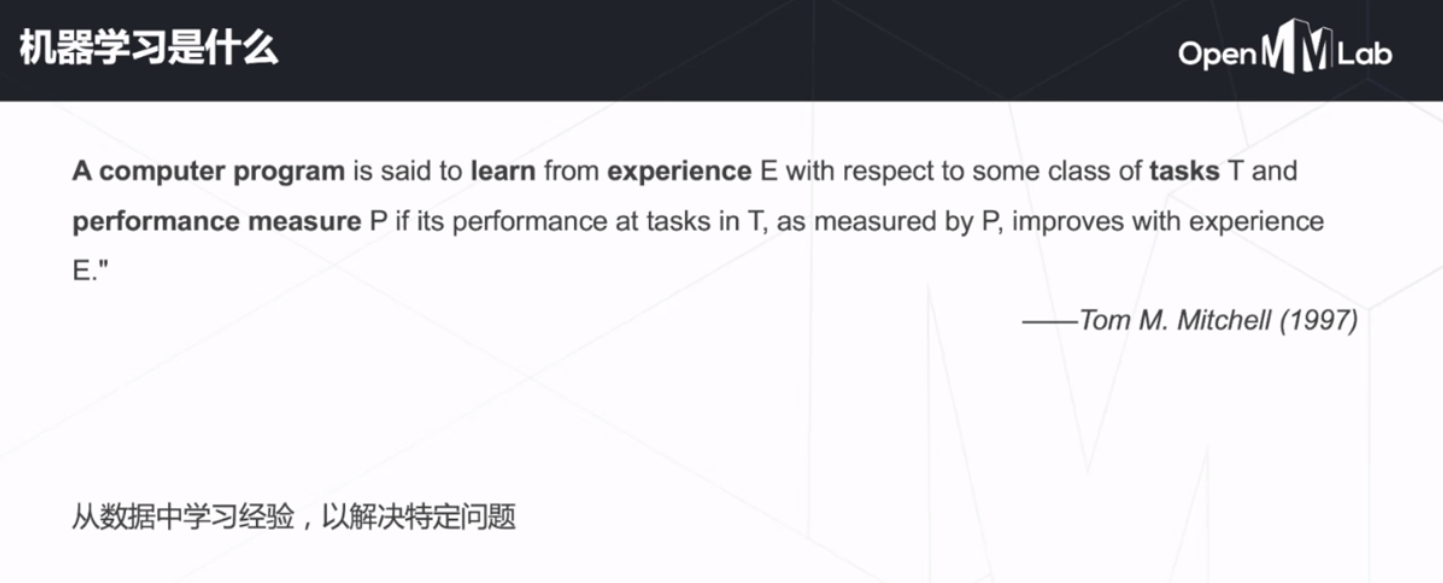 机器学习是什么
OpenMMLab
A computer program is said to learn from experience E with respect to some class of tasks T and
performance measure P if its performance at tasks in T, as measured by P, improves with experience
E."
——Tom M. Mitchell (1997)
从数据中学习经验，以解决特定问题